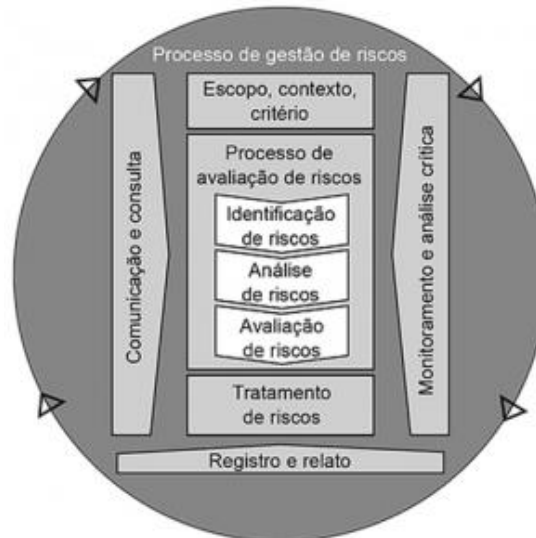 Processo de gestão de riscos
Escopo, contexto,
critério
Processo de
avaliação de riscos
Identificação
de riscos
Análise
de riscos
Avaliação
de riscos
Tratamento
de riscos
Comunicação e consulta
Monitoramento e análise crítica
Registro e relato